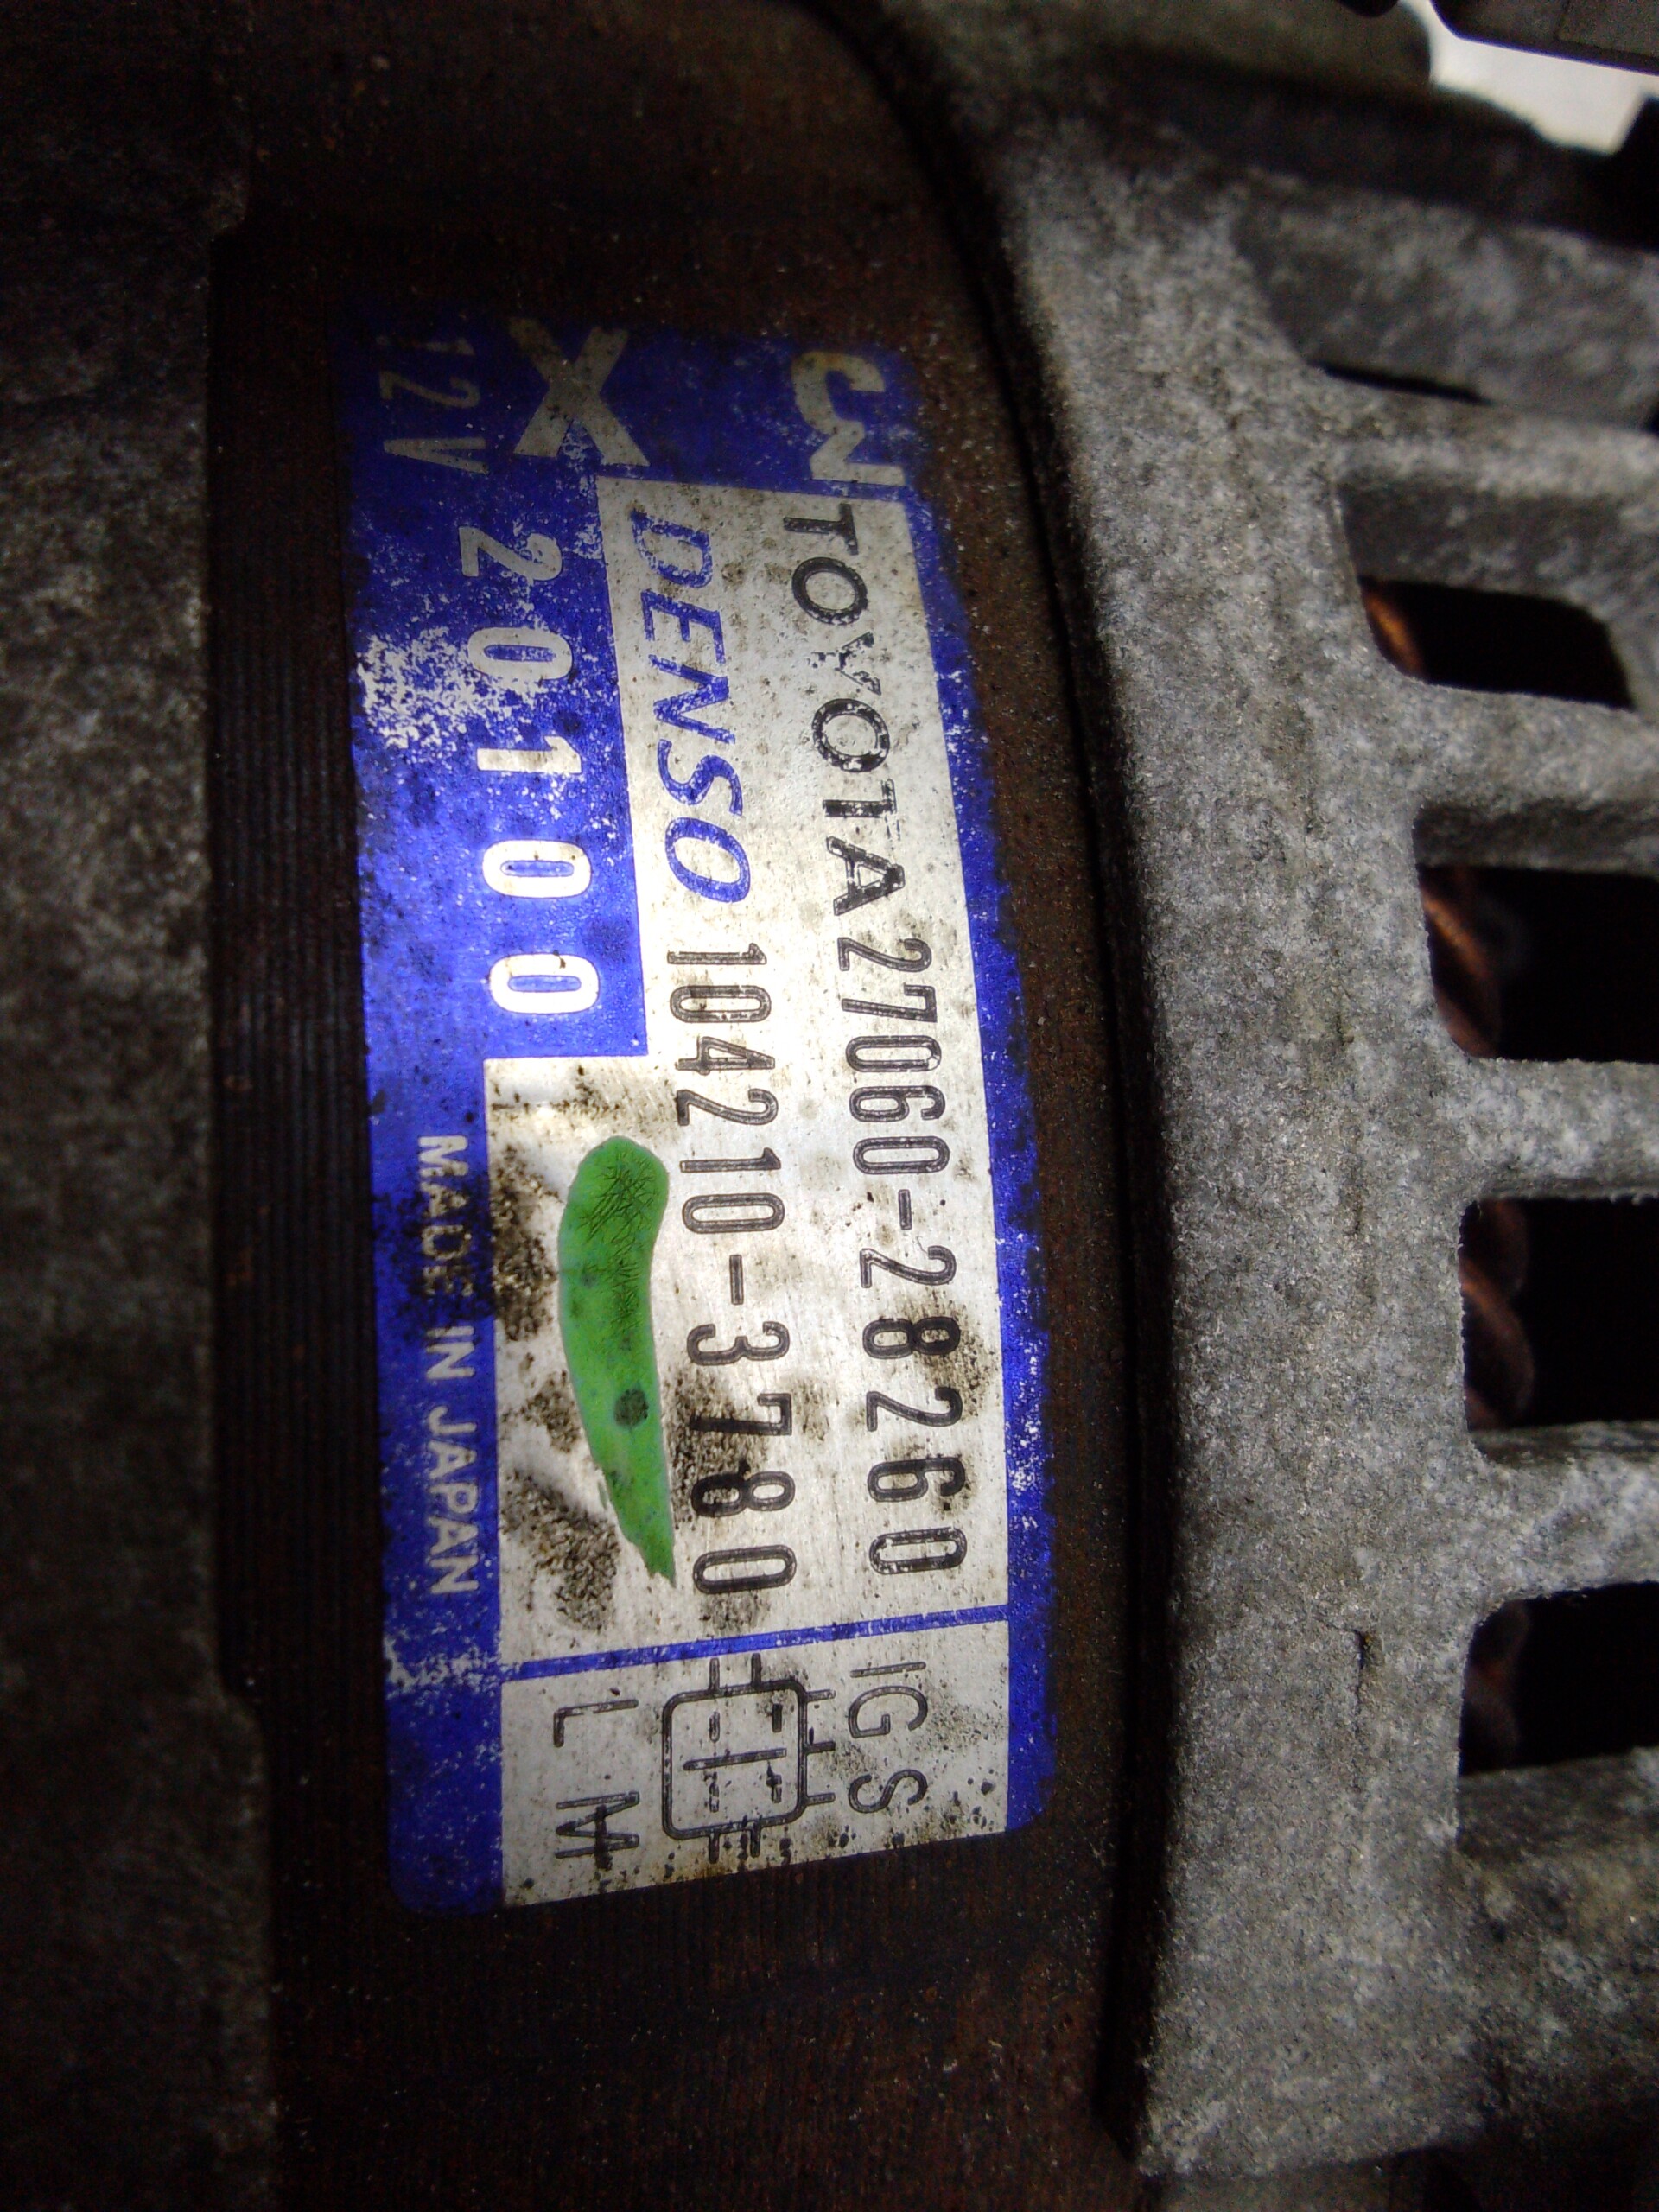 TOYOTA 27060-28260 IG S
X DENSO 104210-3780
20100 L M
12V MADE IN JAPAN